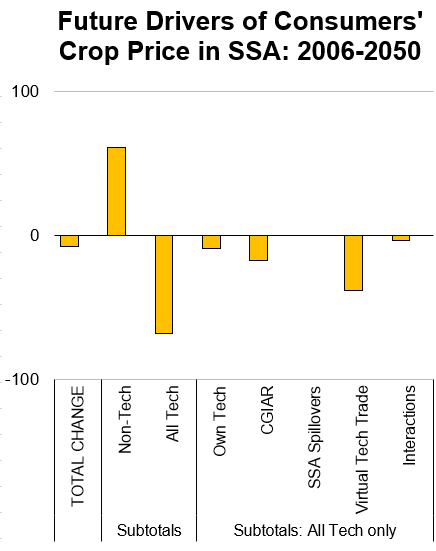 Future Drivers of Consumers'
Crop Price in SSA: 2006-2050
100
0
-100
TOTAL CHANGE
Non-Tech
All Tech
Own Tech
CGIAR
SSA Spillovers
Virtual Tech Trade
Interactions
Subtotals
Subtotals: All Tech only